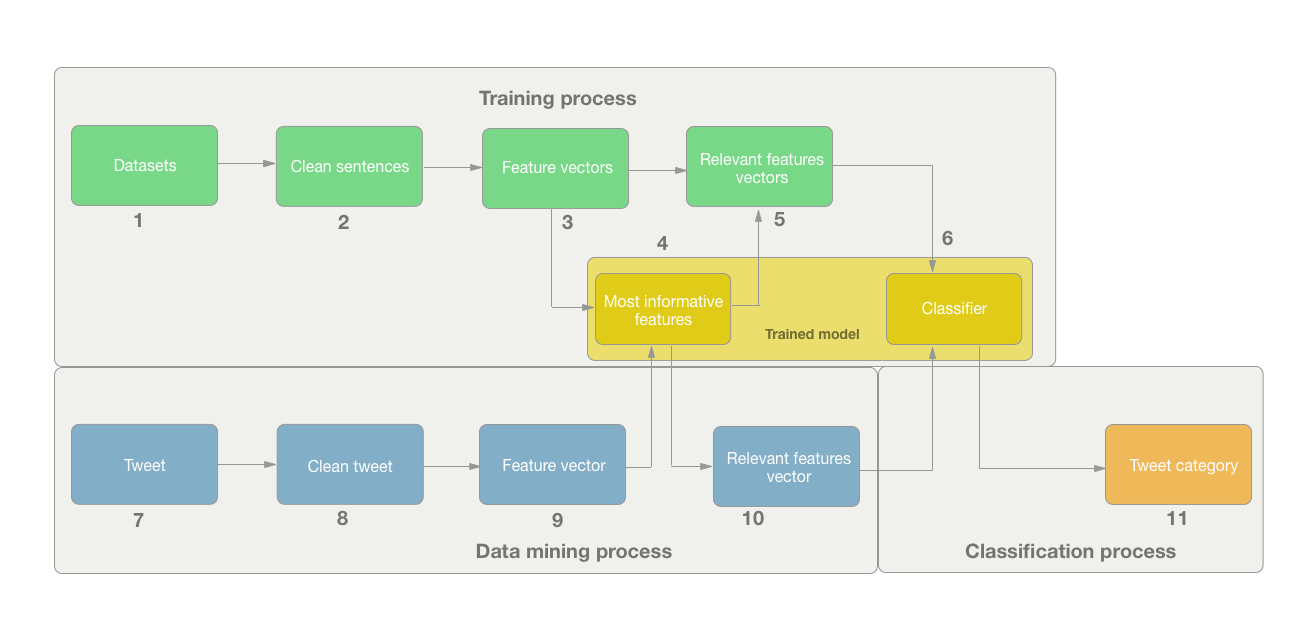 Training process
Datasets
Clean sentences
Feature vectors
Relevant features
vectors
1
2
3
5
4
6
Most informative
features
Trained model
Classifier
Tweet
Clean tweet
Feature vector
Relevant features
vector
Tweet category
7
8
9
10
11
Data mining process
Classification process